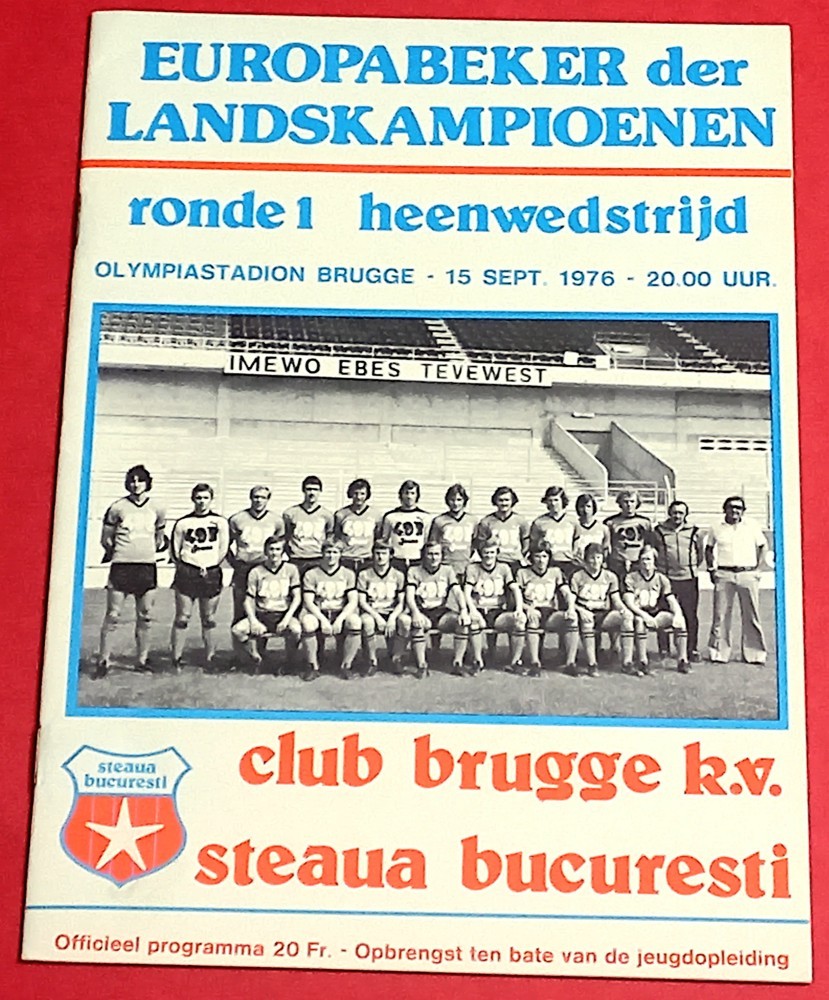 EUROPABEKER der
LANDSKAMPIOENEN
ronde 1 heenwedstrijd
OLYMPIASTADION BRUGGE - 15 SEPT. 1976 - 20.00 UUR.
IMEWO EBES TEVEWEST
club brugge k.v.
steaua
bucuresti
steaua bucuresti
Officieel programma 20 Fr. - Opbrengst ten bate van de jeugdopleiding